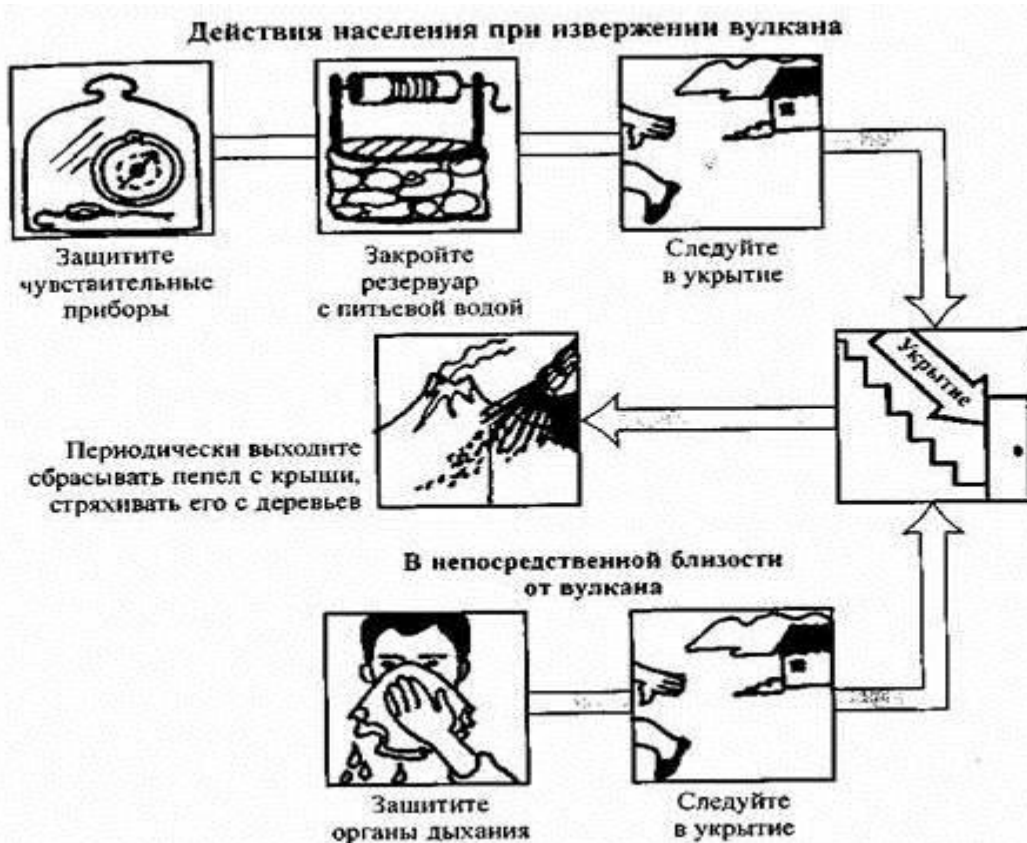 Действия населения при извержении вулкана
Защитите
чувствительные
приборы
Закройте
резервуар
с питьевой водой
Следуйте
в укрытие
Укрытие
Периодически выходите
сбрасывать пепел с крыши,
стряхивать его с деревьев
В непосредственной близости
от вулкана
Защитите
органы дыхания
Следуйте
в укрытие